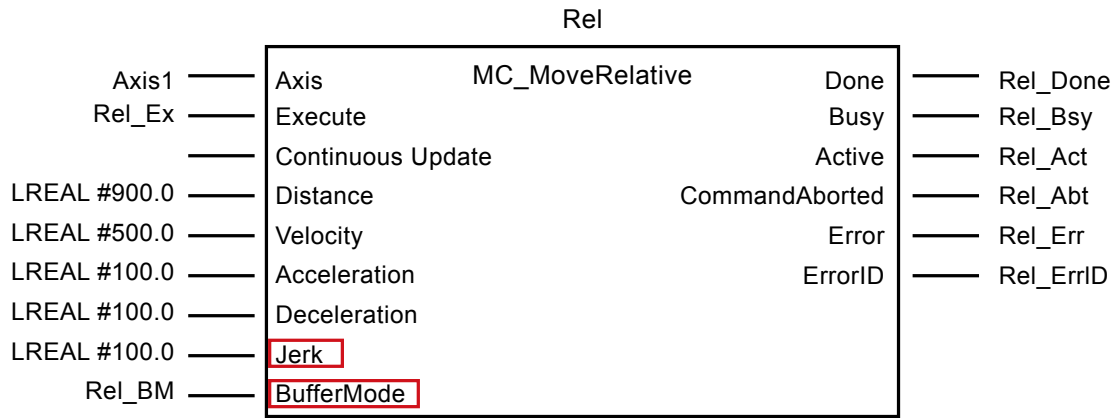 Rel
MC_MoveRelative
Axis1 Axis Done Rel_Done
Rel_Ex Execute Busy Rel_Bsy
Continuous Update Active Rel_Act
LREAL #900.0 Distance CommandAborted Rel_Abt
LREAL #500.0 Velocity Error Rel_Err
LREAL #100.0 Acceleration ErrorID Rel_ErrID
LREAL #100.0 Deceleration
LREAL #100.0 Jerk
Rel_BM BufferMode